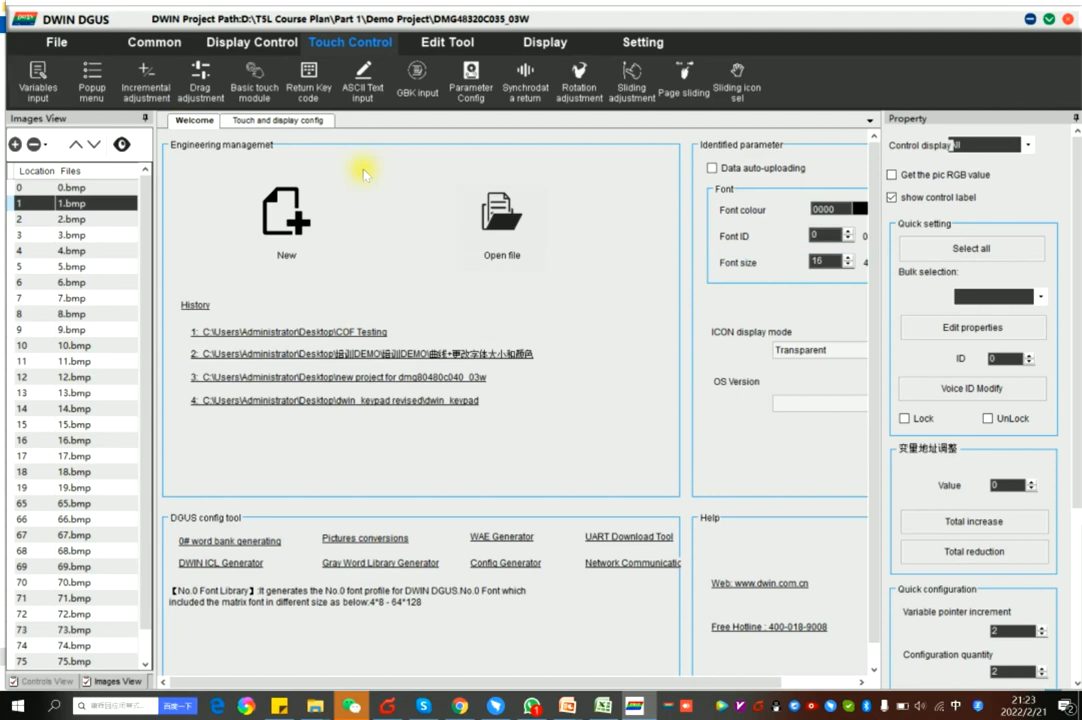 DWIN DGUS DWIN Project Path:D:\T5L Course Plan\Part 1\Demo Project\DMG48320C035_03W
File Common Display Control Touch Control Edit Tool Display Setting
Variables input
Popup menu
Incremental adjustment
Drag adjustment
Basic touch module
Return Key code
ASCII Text input
GBK input
Parameter Config
Synchrodat a return
Rotation adjustment
Sliding adjustment
Page sliding
Sliding icon sel
Images View
Location Files
0 0.bmp
1 1.bmp
2 2.bmp
3 3.bmp
4 4.bmp
5 5.bmp
6 6.bmp
7 7.bmp
8 8.bmp
9 9.bmp
10 10.bmp
11 11.bmp
12 12.bmp
13 13.bmp
14 14.bmp
15 15.bmp
16 16.bmp
17 17.bmp
18 18.bmp
19 19.bmp
65 65.bmp
66 66.bmp
67 67.bmp
68 68.bmp
69 69.bmp
70 70.bmp
71 71.bmp
72 72.bmp
73 73.bmp
74 74.bmp
75 75.bmp
Controls View Images View
Welcome Touch and display config
Engineering managemet
New Open file
History
1: C:\Users\Administrator\Desktop\COF Testing
2: C:\Users\Administrator\Desktop\培训DEMO\培训DEMO\曲线+更改字体大小和颜色
3: C:\Users\Administrator\Desktop\new project for dmg80480c040_03w
4: C:\Users\Administrator\Desktop\dwin_keypad revised\dwin_keypad
Identified parameter
Data auto-uploading
Font
Font colour 0000
Font ID 0 0
Font size 16 4
ICON display mode
Transparent
OS Version
DGUS config tool
0# word bank generating Pictures conversions WAE Generator UART Download Tool
DWIN ICL Generator Gray Word Library Generator Config Generator Network Communicatic
【No.0 Font Library】:It generates the No.0 font profile for DWIN DGUS.No.0 Font which
included the matrix font in different size as below:4*8 - 64*128
Help
Web: www.dwin.com.cn
Free Hotline : 400-018-9008
Property
Control display All
Get the pic RGB value
show control label
Quick setting
Select all
Bulk selection:
Edit properties
ID 0
Voice ID Modify
Lock UnLock
变量地址调整
Value 0
Total increase
Total reduction
Quick configuration
Variable pointer increment
2
Configuration quantity
2
百度一下
中
21:23
2022/2/21